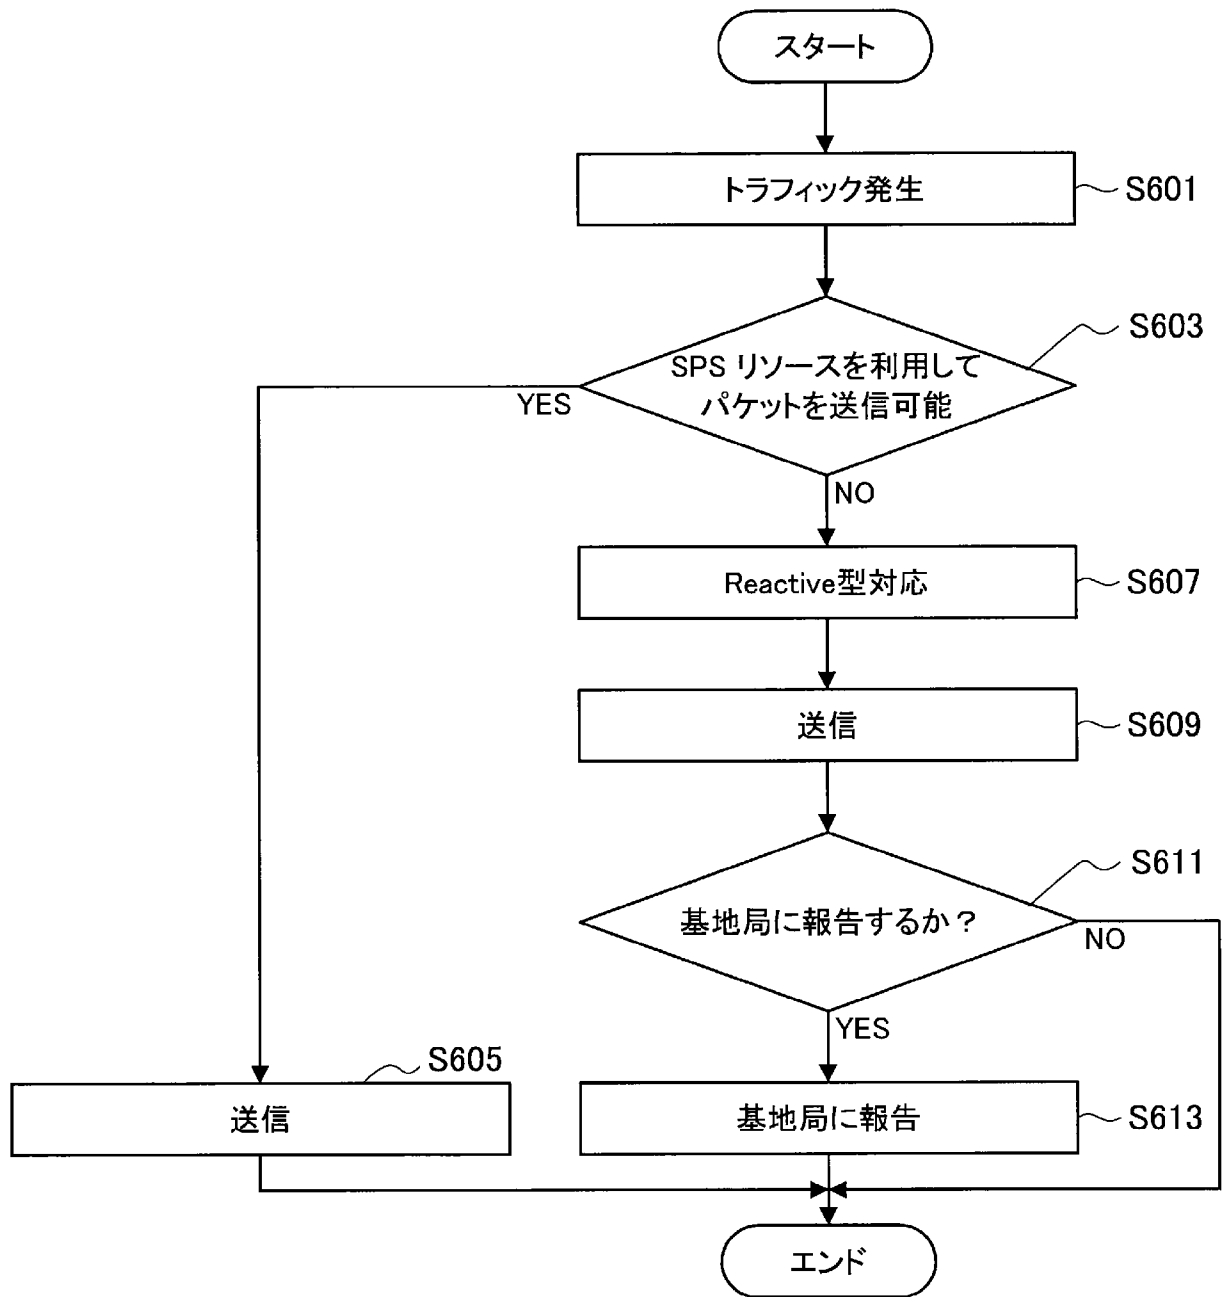 スタート
トラフィック発生
S601
S603
SPS リソースを利用して
パケットを送信可能
YES
NO
Reactive型対応
S607
送信
S609
S611
基地局に報告するか？
NO
YES
S605
送信
基地局に報告
S613
エンド